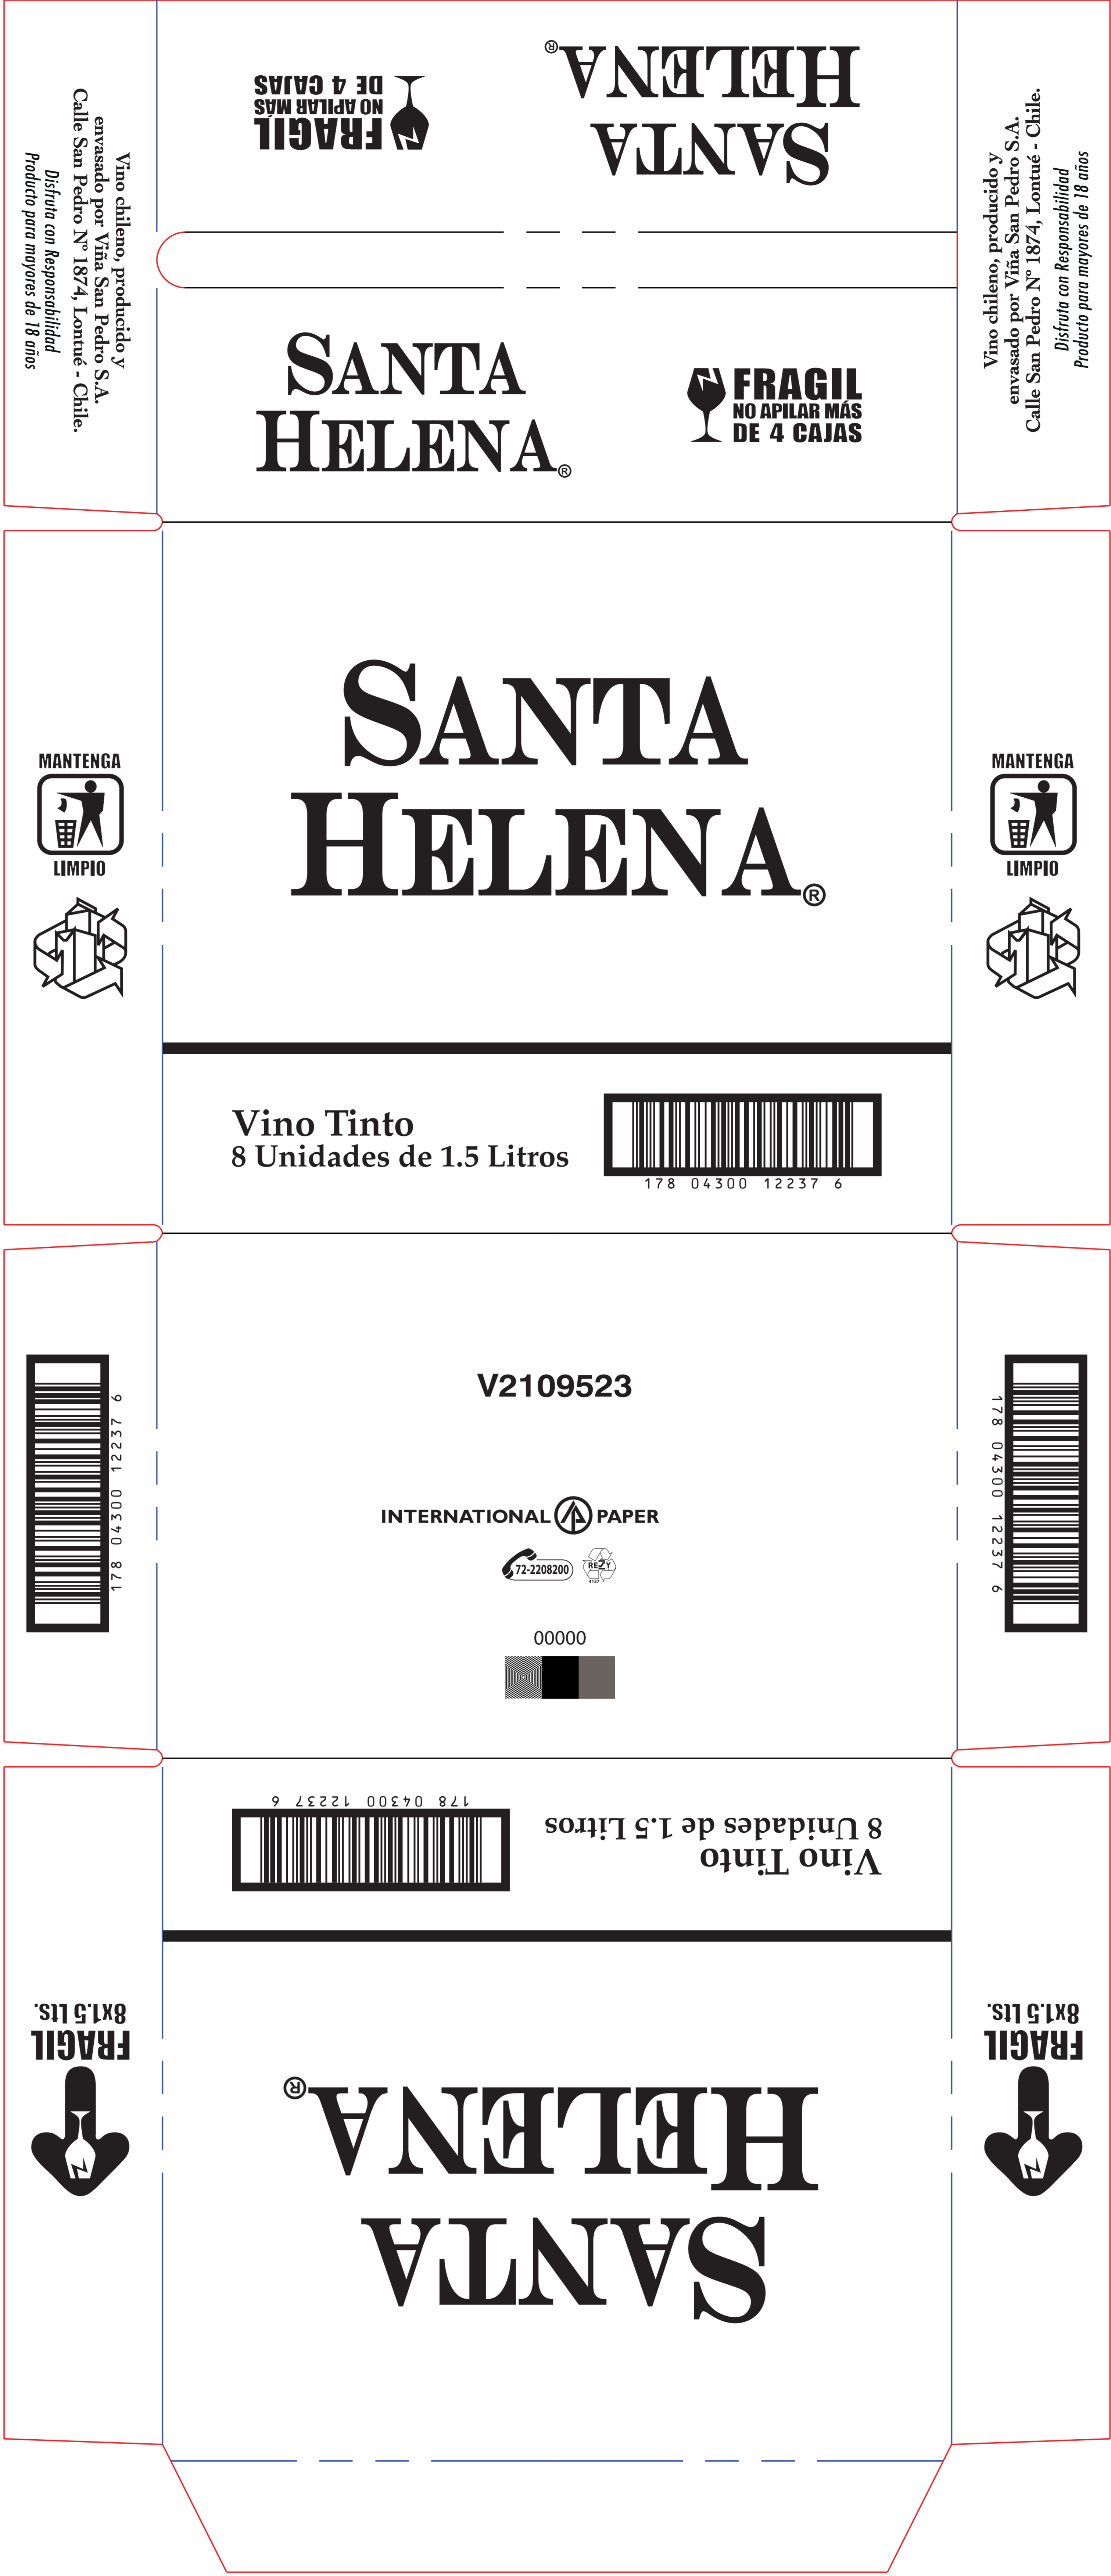 SANTA
HELENA®
FRAGIL
NO APILAR MÁS
DE 4 CAJAS
Vino chileno, producido y
envasado por Viña San Pedro S.A.
Calle San Pedro Nº 1874, Lontué - Chile.
Disfruta con Responsabilidad
Producto para mayores de 18 años
Vino chileno, producido y
envasado por Viña San Pedro S.A.
Calle San Pedro Nº 1874, Lontué - Chile.
Disfruta con Responsabilidad
Producto para mayores de 18 años
SANTA
HELENA®
FRAGIL
NO APILAR MÁS
DE 4 CAJAS
MANTENGA
LIMPIO
SANTA
HELENA®
MANTENGA
LIMPIO
Vino Tinto
8 Unidades de 1.5 Litros
178 04300 12237 6
178 04300 12237 6
V2109523
INTERNATIONAL PAPER
72-2208200
REZY
4127
00000
178 04300 12237 6
Vino Tinto
8 Unidades de 1.5 Litros
178 04300 12237 6
FRAGIL
8x1.5 Lts.
SANTA
HELENA®
FRAGIL
8x1.5 Lts.